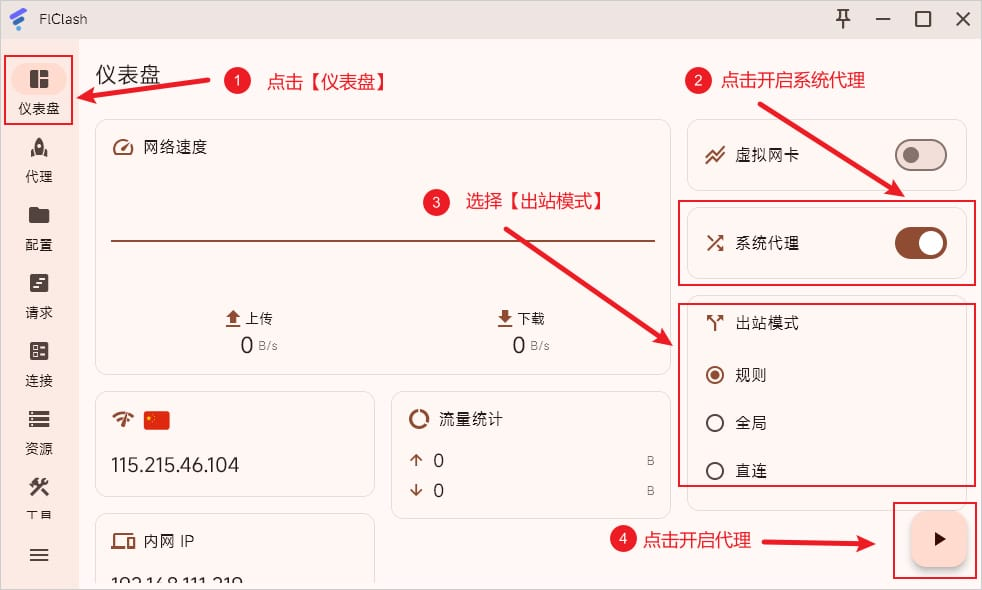 FlClash
仪表盘
代理
配置
请求
连接
资源
工具
仪表盘
1 点击【仪表盘】
2 点击开启系统代理
网络速度
3 选择【出站模式】
上传
0 B/s
下载
0 B/s
虚拟网卡
系统代理
出站模式
规则
全局
直连
115.215.46.104
流量统计
0 B
0 B
内网 IP
192.168.111.219
4 点击开启代理